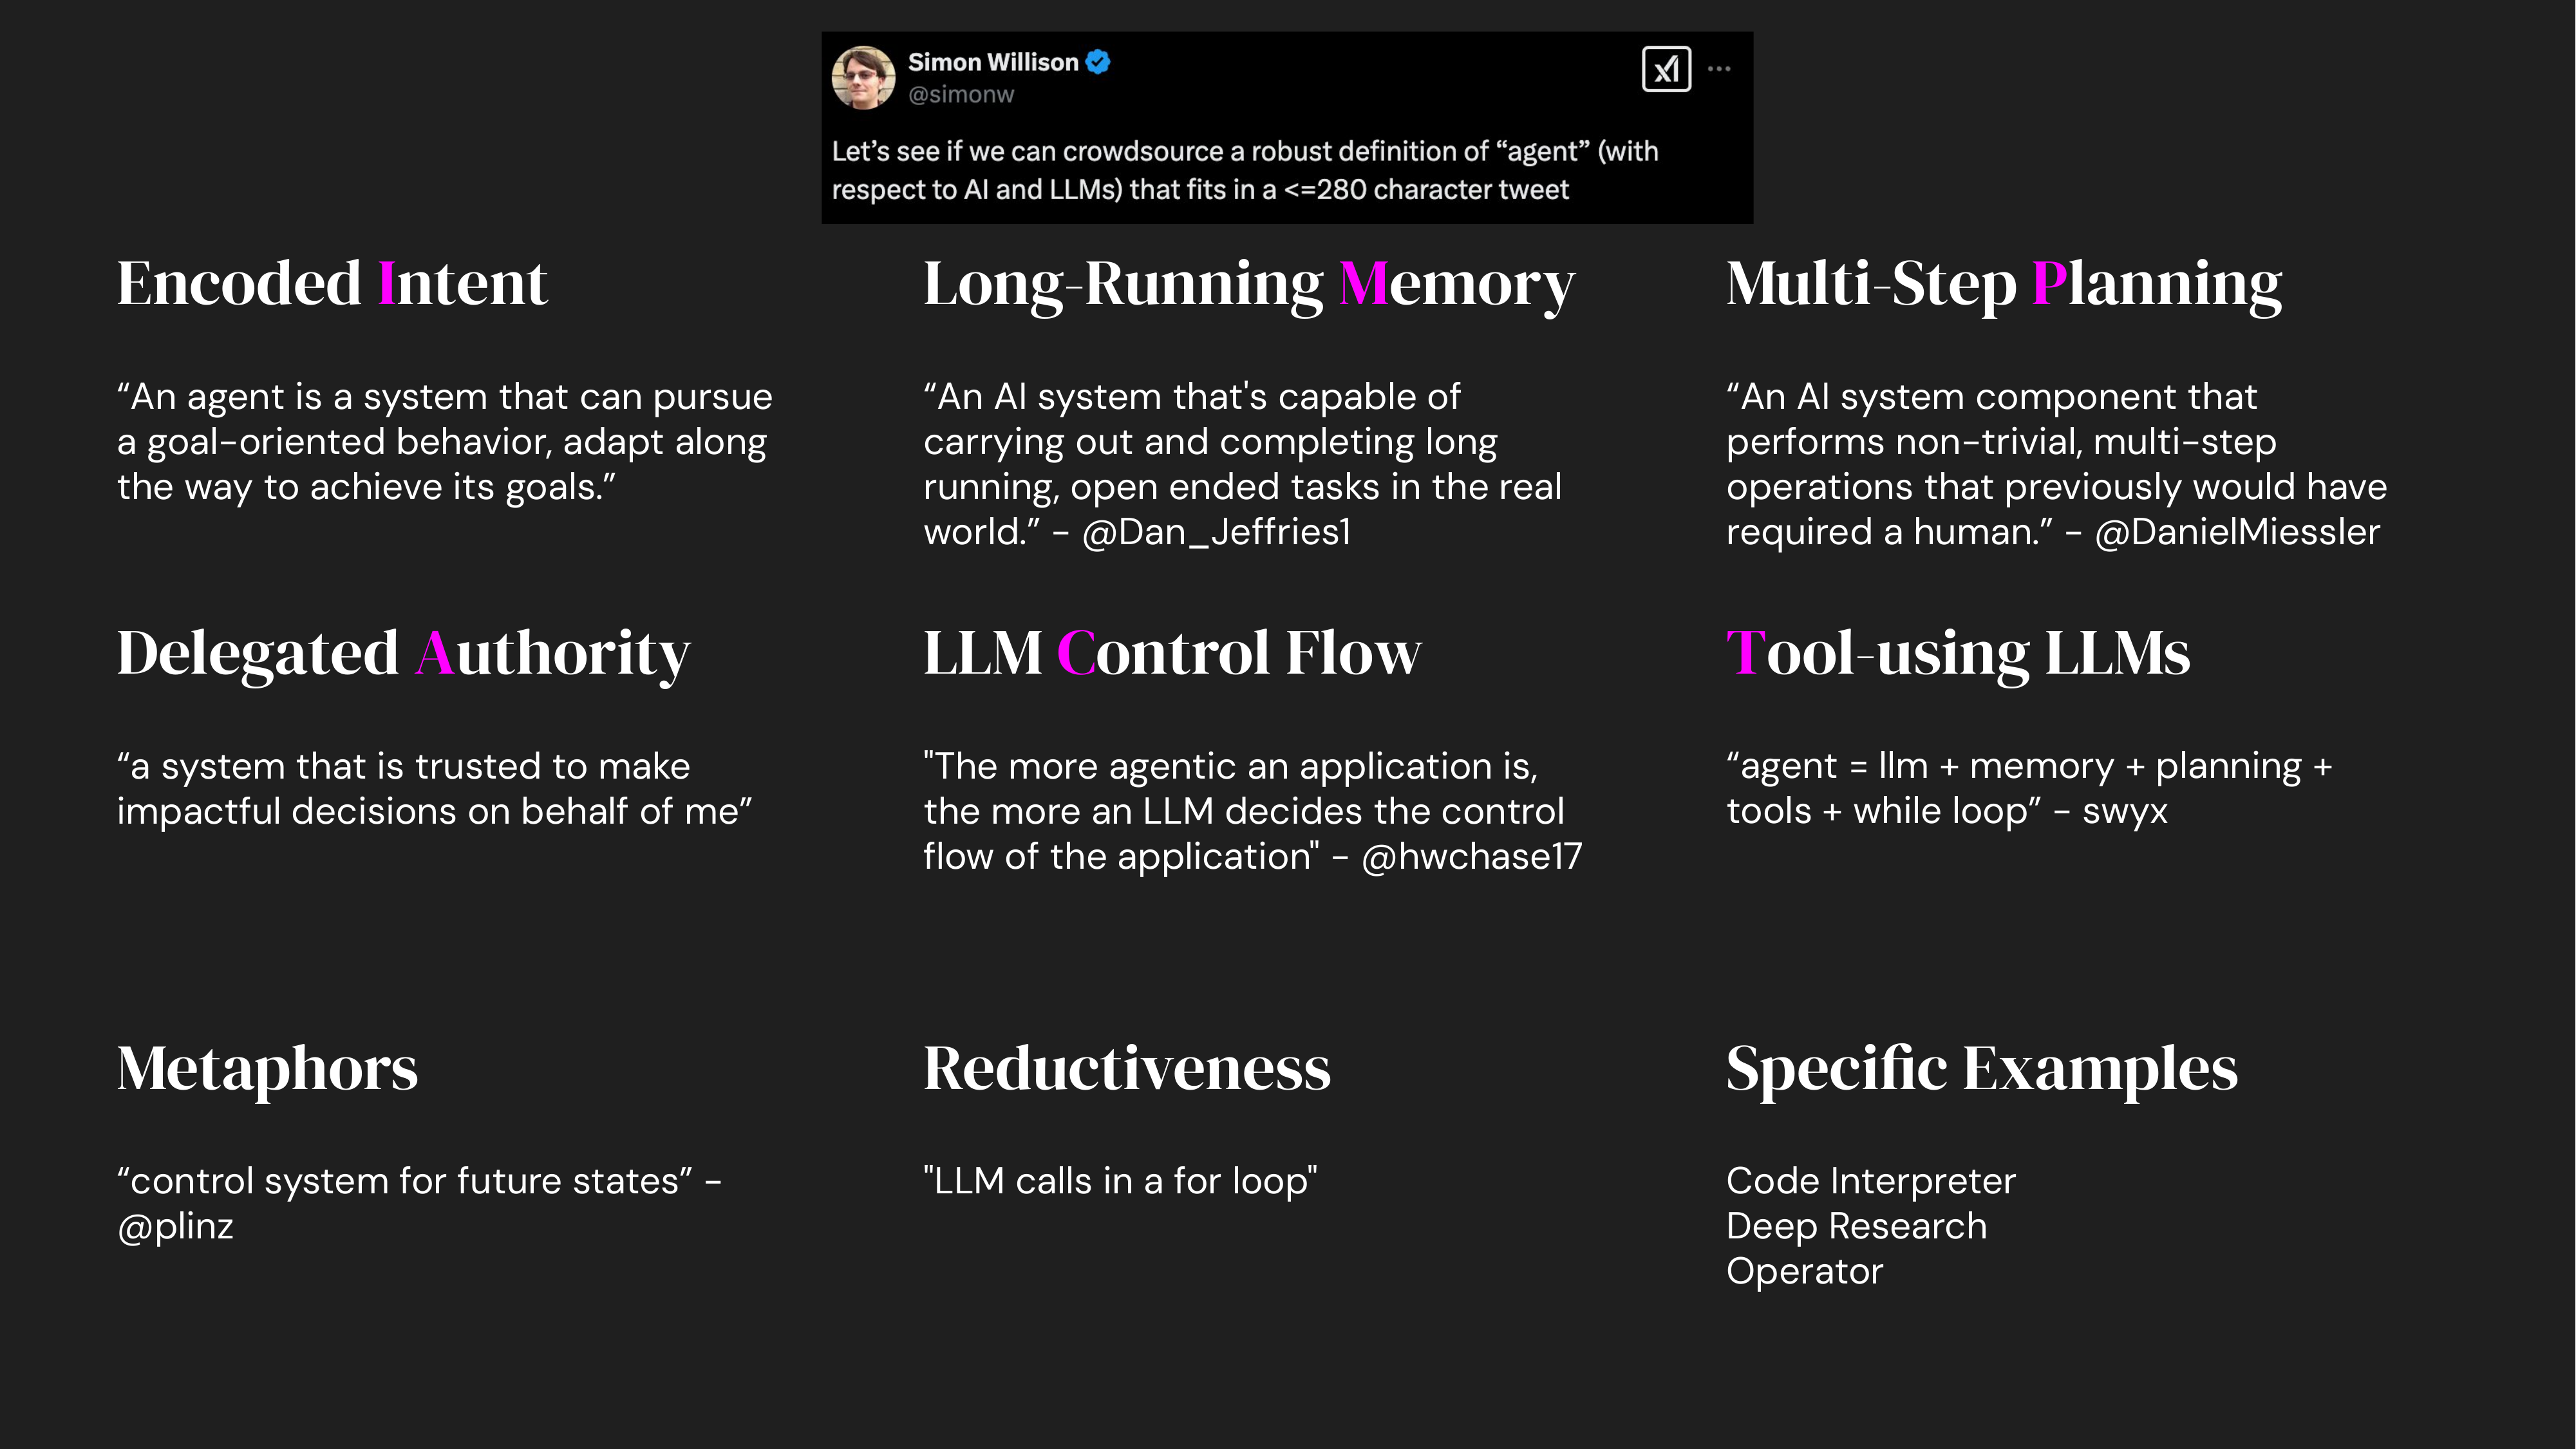 Simon Willison
@simonw
Let’s see if we can crowdsource a robust definition of “agent” (with
respect to AI and LLMs) that fits in a <=280 character tweet
Encoded Intent
“An agent is a system that can pursue
a goal-oriented behavior, adapt along
the way to achieve its goals.”
Long-Running Memory
“An AI system that's capable of
carrying out and completing long
running, open ended tasks in the real
world.” - @Dan_Jeffries1
Multi-Step Planning
“An AI system component that
performs non-trivial, multi-step
operations that previously would have
required a human.” - @DanielMiessler
Delegated Authority
“a system that is trusted to make
impactful decisions on behalf of me”
LLM Control Flow
"The more agentic an application is,
the more an LLM decides the control
flow of the application" - @hwchase17
Tool-using LLMs
“agent = llm + memory + planning +
tools + while loop” - swyx
Metaphors
“control system for future states” -
@plinz
Reductiveness
"LLM calls in a for loop"
Specific Examples
Code Interpreter
Deep Research
Operator